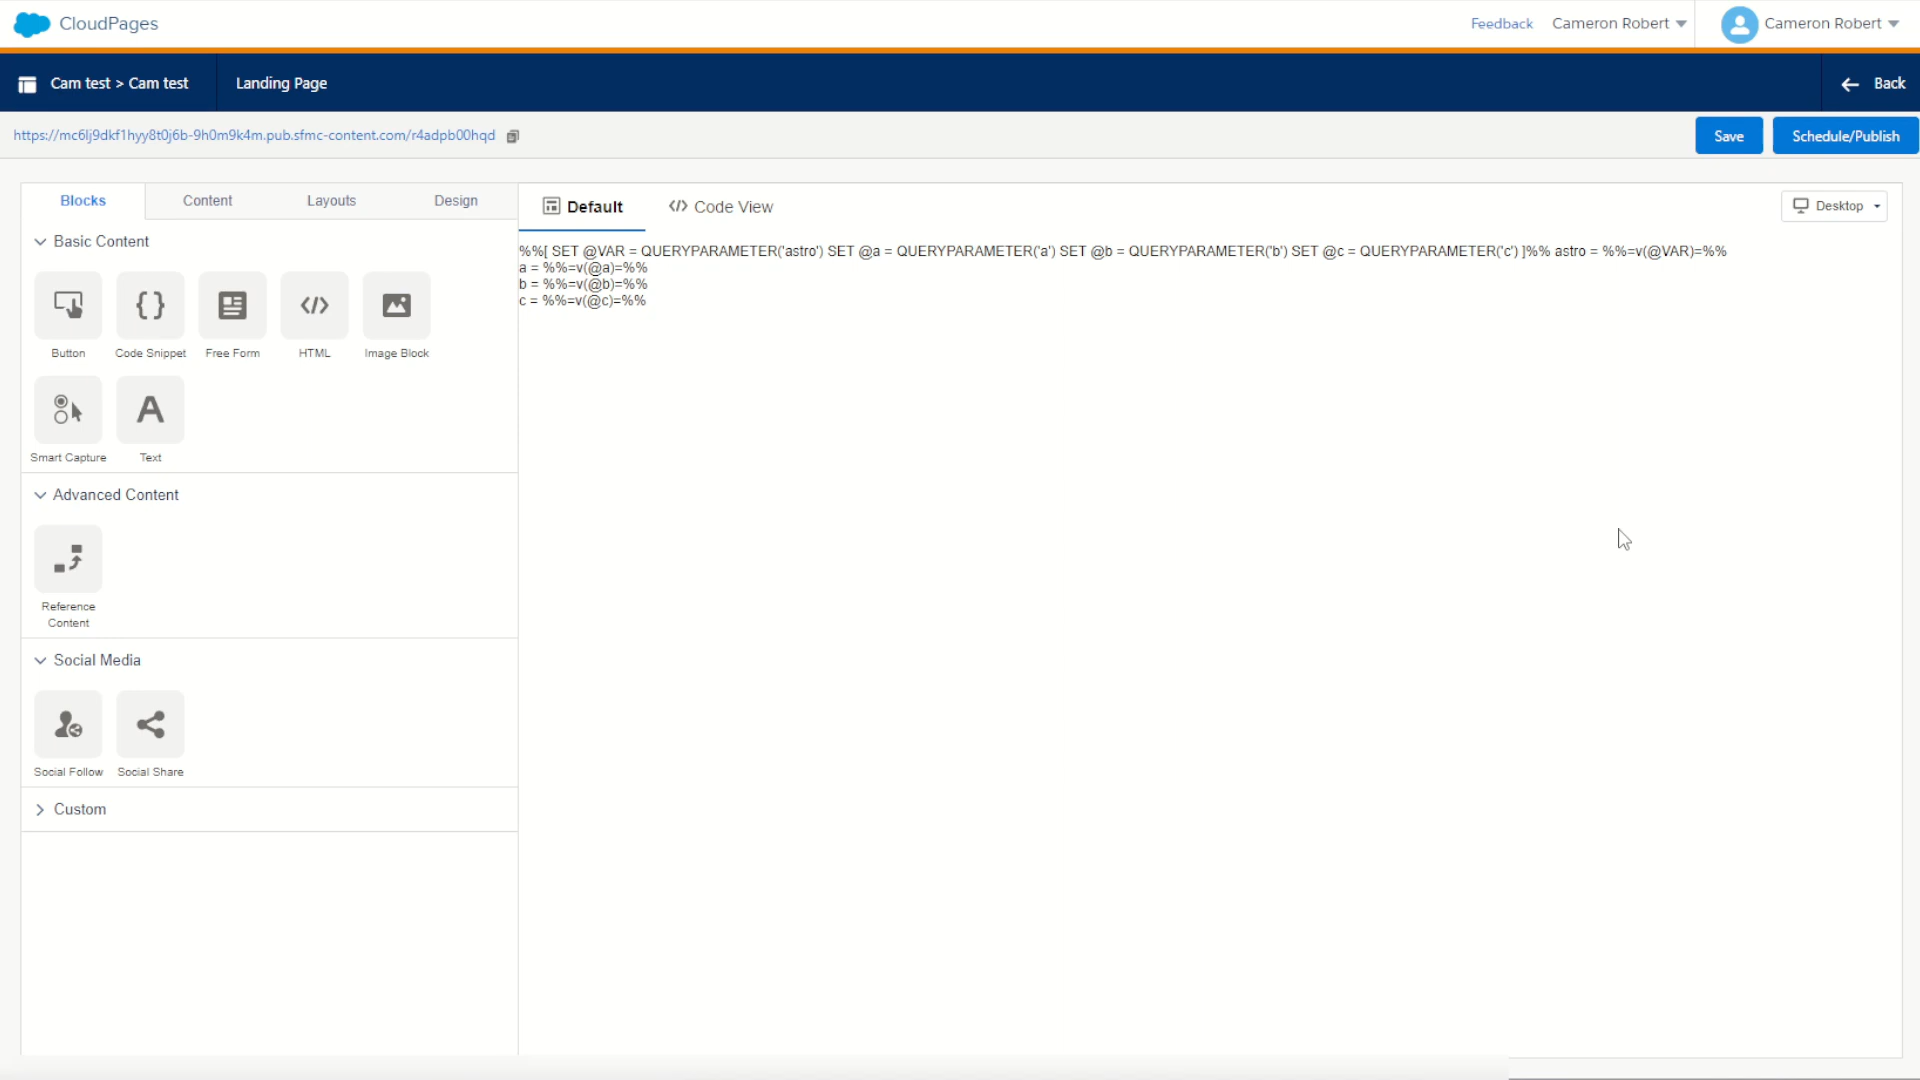 CloudPages
Feedback
Cameron Robert
Cameron Robert
Cam test > Cam test
Landing Page
Back
https://mc6lj9dkf1hyy8t0j6b-9h0m9k4m.pub.sfmc-content.com/r4adpb00hqd
Save
Schedule/Publish
Blocks
Content
Layouts
Design
Default
</> Code View
Desktop
Basic Content
Button
Code Snippet
Free Form
HTML
Image Block
Smart Capture
Text
Advanced Content
Reference
Content
Social Media
Social Follow
Social Share
Custom
%%[ SET @VAR = QUERYPARAMETER('astro') SET @a = QUERYPARAMETER('a') SET @b = QUERYPARAMETER('b') SET @c = QUERYPARAMETER('c') ]%% astro = %%=v(@VAR)=%%
a = %%=v(@a)=%%
b = %%=v(@b)=%%
c = %%=v(@c)=%%